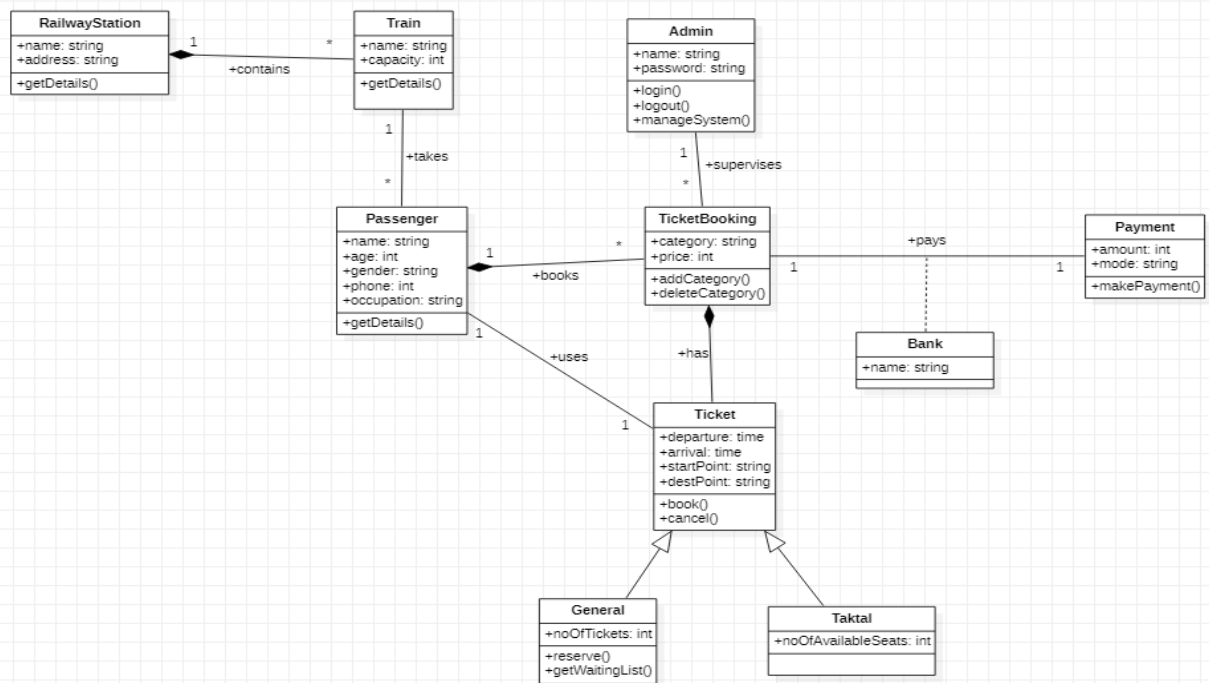 RailwayStation
+name: string
+address: string
+getDetails()
1
*
+contains
Train
+name: string
+capacity: int
+getDetails()
1
+takes
*
Admin
+name: string
+password: string
+login()
+logout()
+manageSystem()
1
+supervises
*
Passenger
+name: string
+age: int
+gender: string
+phone: int
+occupation: string
+getDetails()
1
*
+books
TicketBooking
+category: string
+price: int
+addCategory()
+deleteCategory()
+pays
1
1
Payment
+amount: int
+mode: string
+makePayment()
Bank
+name: string
1
+uses
1
+has
Ticket
+departure: time
+arrival: time
+startPoint: string
+destPoint: string
+book()
+cancel()
General
+noOfTickets: int
+reserve()
+getWaitingList()
Taktal
+noOfAvailableSeats: int